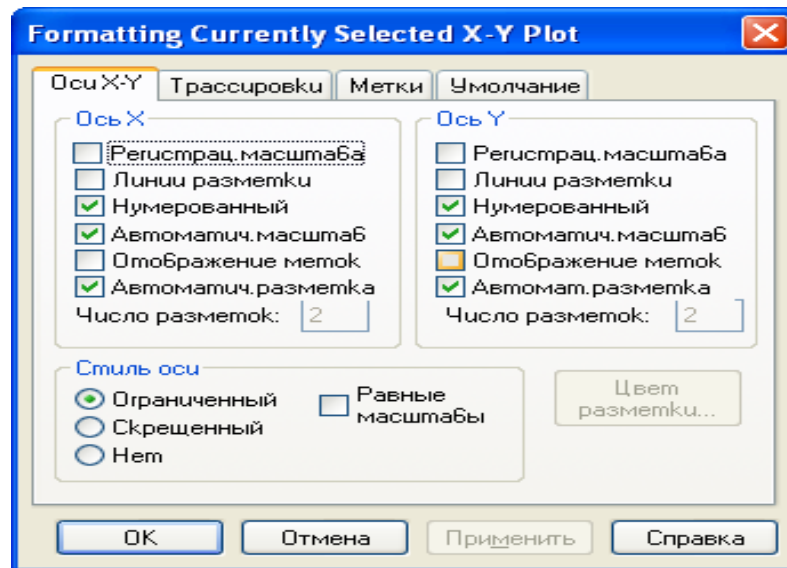 Formatting Currently Selected X-Y Plot
Оси X-Y Трассировки Метки Умолчание
Ось X
Регистрац.масштаба
Линии разметки
Нумерованный
Автоматич.масштаб
Отображение меток
Автоматич.разметка
Число разметок: 2
Ось Y
Регистрац.масштаба
Линии разметки
Нумерованный
Автоматич.масштаб
Отображение меток
Автомат.разметка
Число разметок: 2
Стиль оси
Ограниченный
Скрещенный
Нет
Равные
масштабы
Цвет
разметки...
OK Отмена Применить Справка